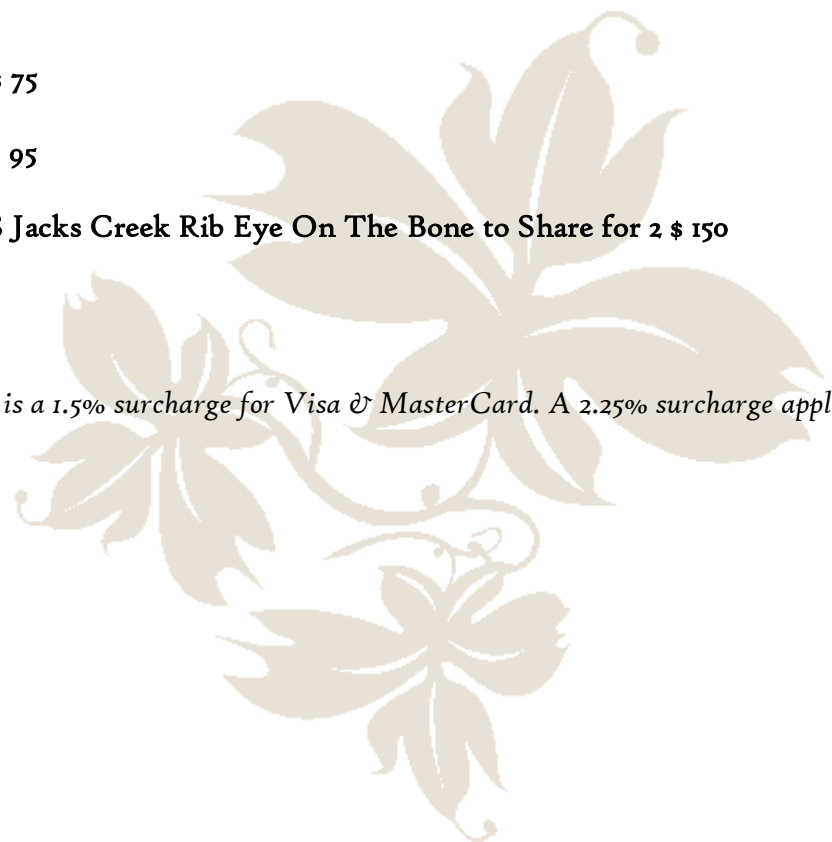 75
95
Jacks Creek Rib Eye On The Bone to Share for 2 $ 150
is a 1.5% surcharge for Visa & MasterCard. A 2.25% surcharge